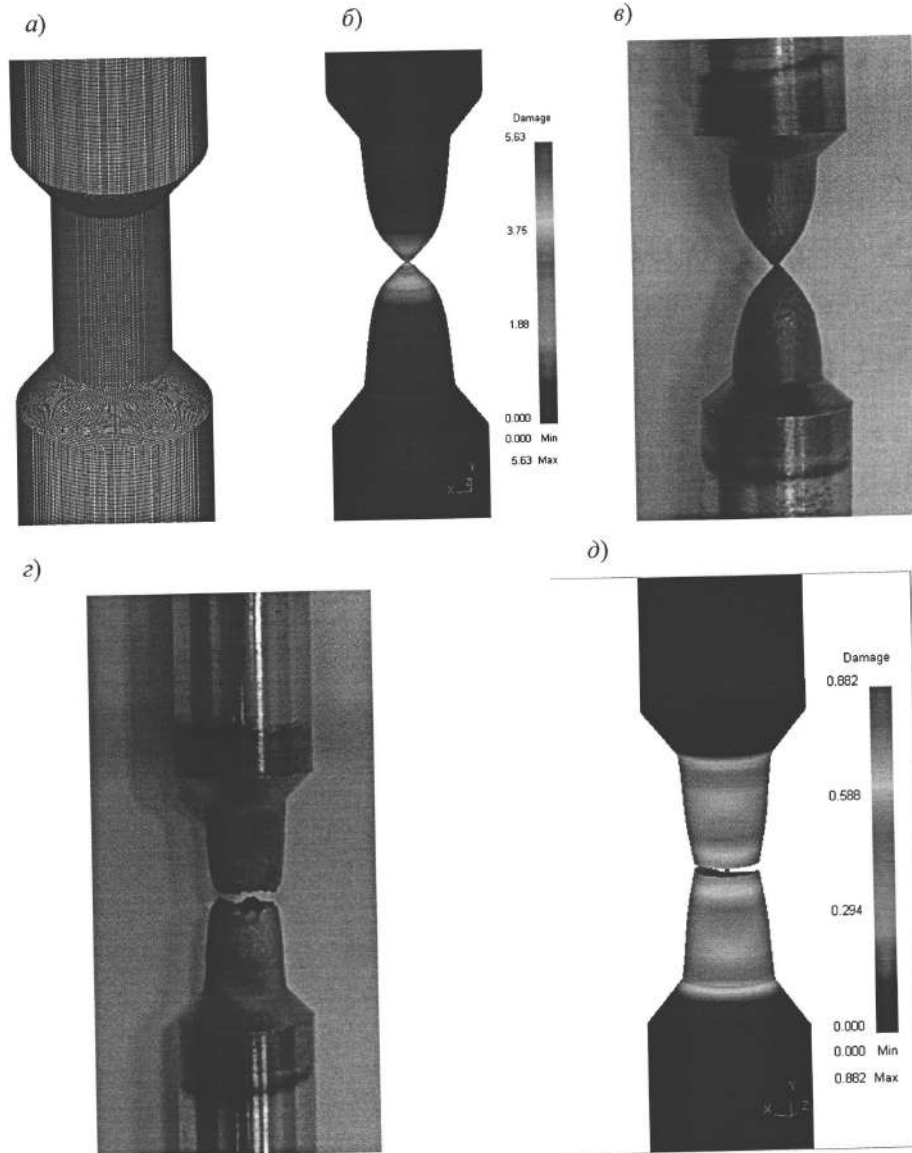 а)
б)
в)
Damage
5.63
3.75
1.88
0.000
0.000 Min
5.63 Max
X
Z
Y
г)
д)
Damage
0.882
0.588
0.294
0.000
0.000 Min
0.882 Max
Y
X
Z